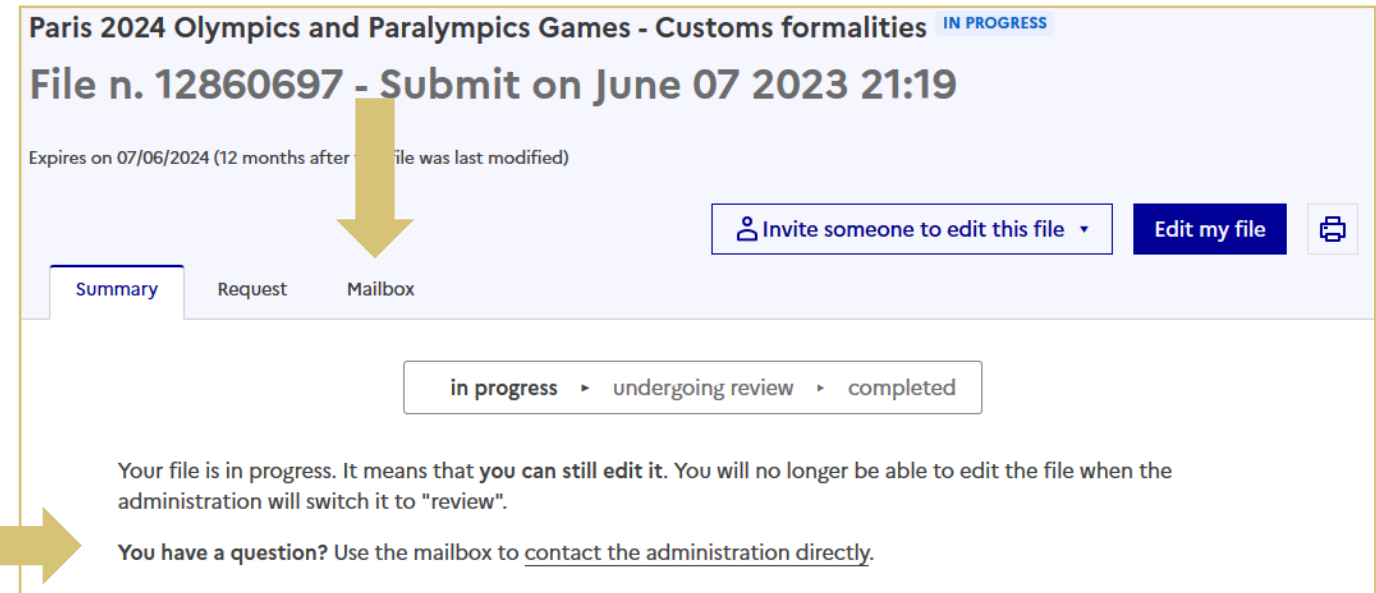 Paris 2024 Olympics and Paralympics Games - Customs formalities IN PROGRESS
File n. 12860697 - Submit on June 07 2023 21:19
Expires on 07/06/2024 (12 months after file was last modified)
Invite someone to edit this file
Edit my file
Summary Request Mailbox
in progress ▸ undergoing review ▸ completed
Your file is in progress. It means that you can still edit it. You will no longer be able to edit the file when the
administration will switch it to "review".
You have a question? Use the mailbox to contact the administration directly.